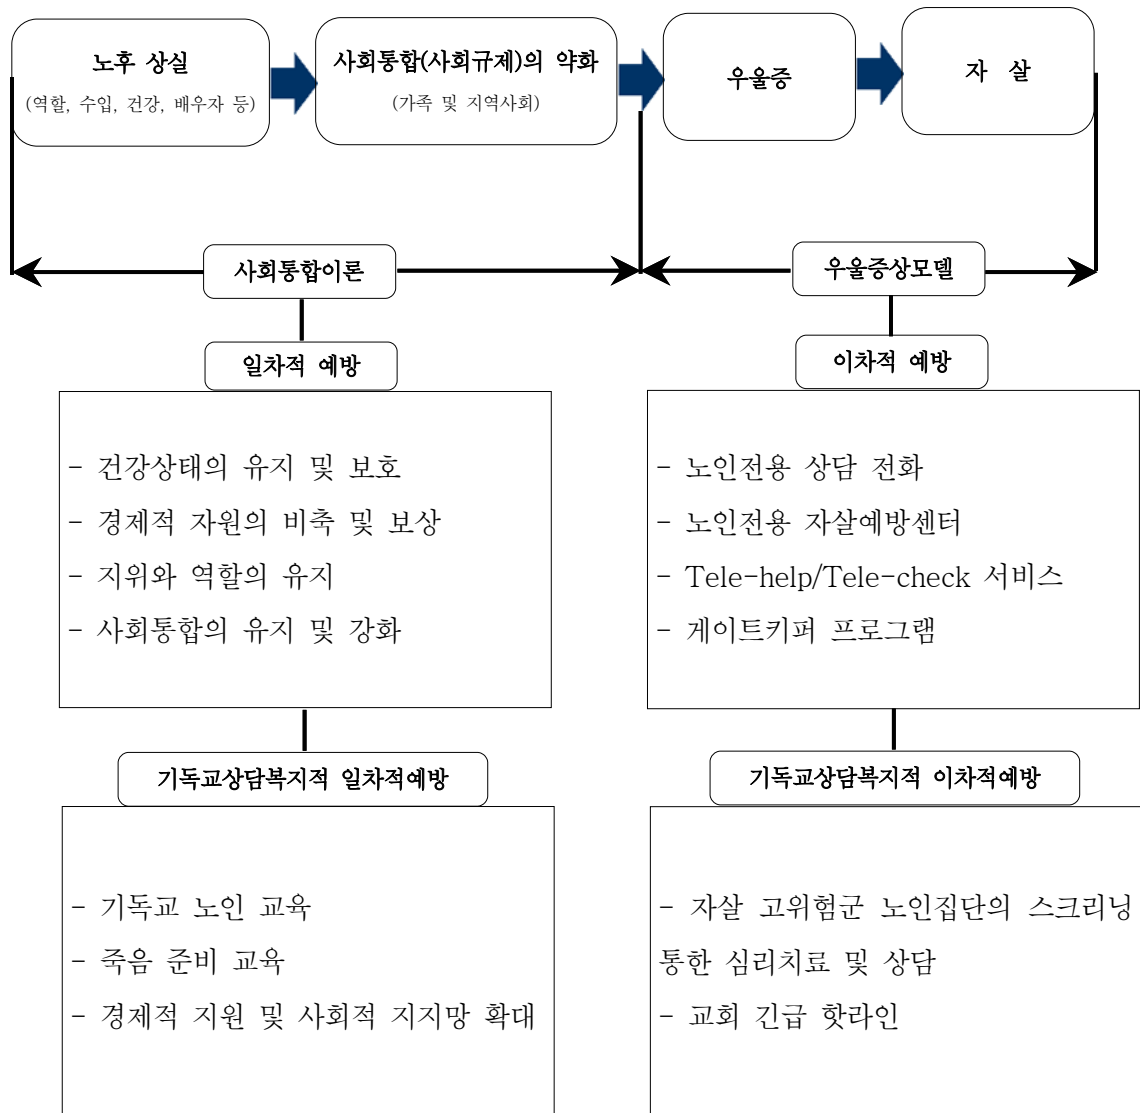 노후 상실
(역할, 수입, 건강, 배우자 등)
사회통합(사회규제)의 약화
(가족 및 지역사회)
우울증
자 살
사회통합이론
우울증상모델
일차적 예방
이차적 예방
- 건강상태의 유지 및 보호
- 경제적 자원의 비축 및 보상
- 지위와 역할의 유지
- 사회통합의 유지 및 강화
- 노인전용 상담 전화
- 노인전용 자살예방센터
- Tele-help/Tele-check 서비스
- 게이트키퍼 프로그램
기독교상담복지적 일차적예방
기독교상담복지적 이차적예방
- 기독교 노인 교육
- 죽음 준비 교육
- 경제적 지원 및 사회적 지지망 확대
- 자살 고위험군 노인집단의 스크리닝
통한 심리치료 및 상담
- 교회 긴급 핫라인